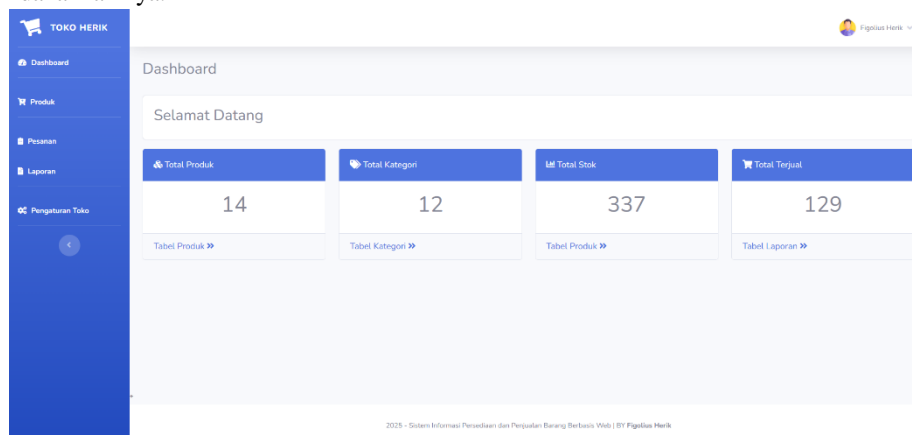 TOKO HERIK
Figelius Herik
Dashboard
Produk
Pesanan
Laporan
Pengaturan Toko
Dashboard
Selamat Datang
Total Produk
14
Tabel Produk »
Total Kategori
12
Tabel Kategori »
Total Stok
337
Tabel Produk »
Total Terjual
129
Tabel Laporan »
2025 - Sistem Informasi Persediaan dan Penjualan Barang Berbasis Web | BY Figelius Herik